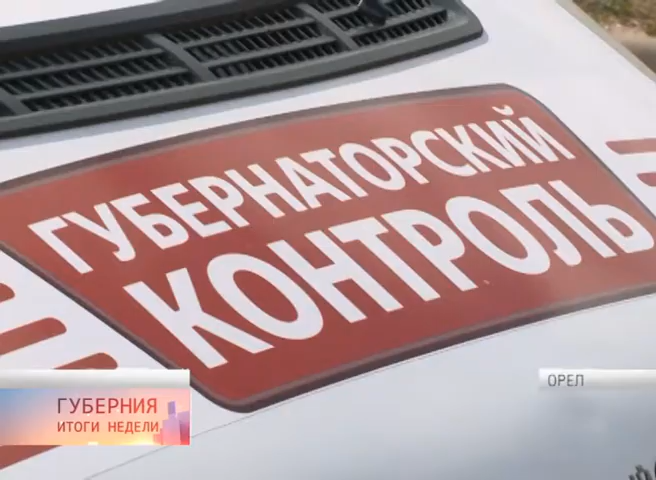 ГУБЕРНАТОРСКИЙ
КОНТРОЛЬ
ОРЕЛ
ГУБЕРНИЯ
ИТОГИ НЕДЕЛИ